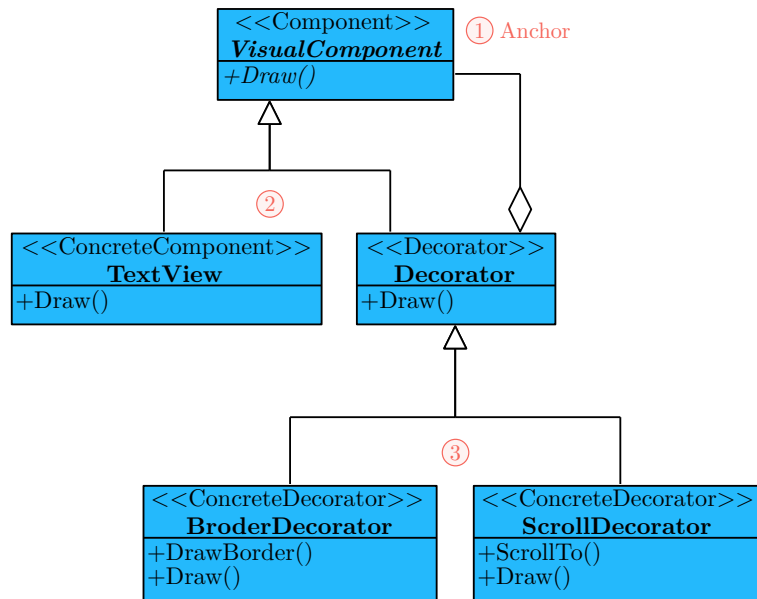 <<Component>>
VisualComponent
+Draw()
1 Anchor
2
<<ConcreteComponent>>
TextView
+Draw()
<<Decorator>>
Decorator
+Draw()
3
<<ConcreteDecorator>>
BroderDecorator
+DrawBorder()
+Draw()
<<ConcreteDecorator>>
ScrollDecorator
+ScrollTo()
+Draw()